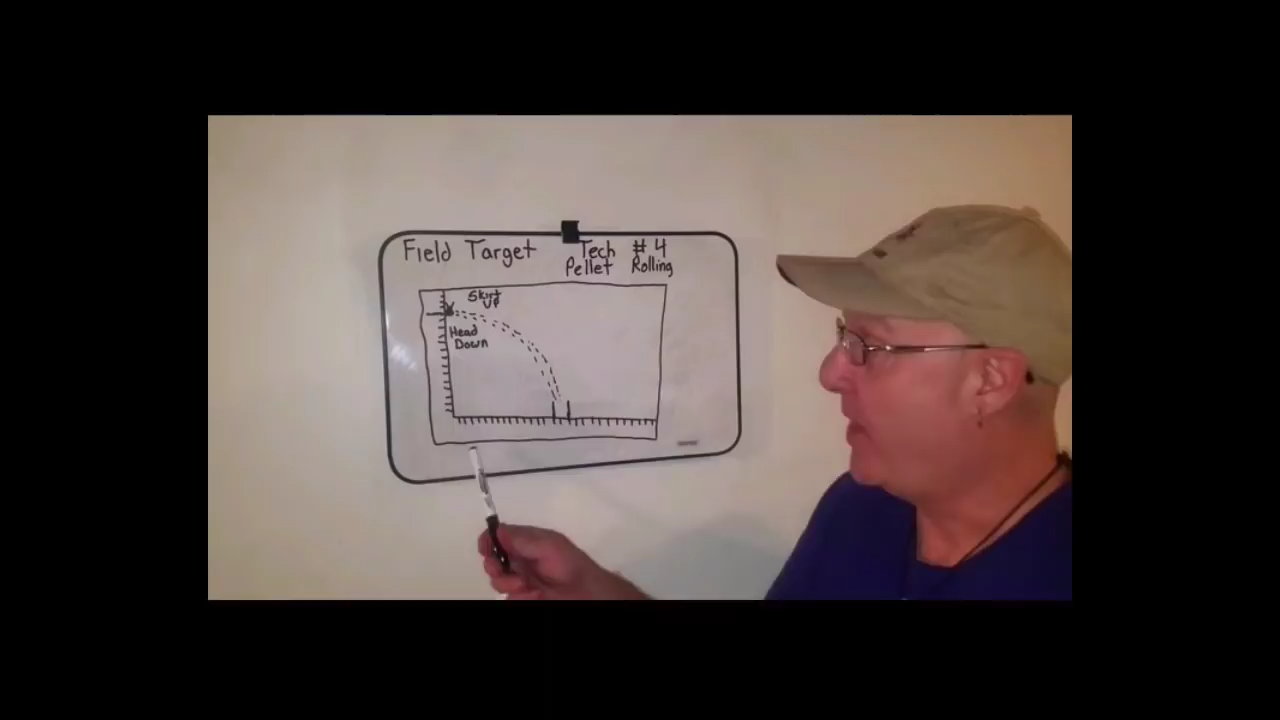 Field Target Tech # 4
Pellet Rolling
Skirt
UP
Head
Down